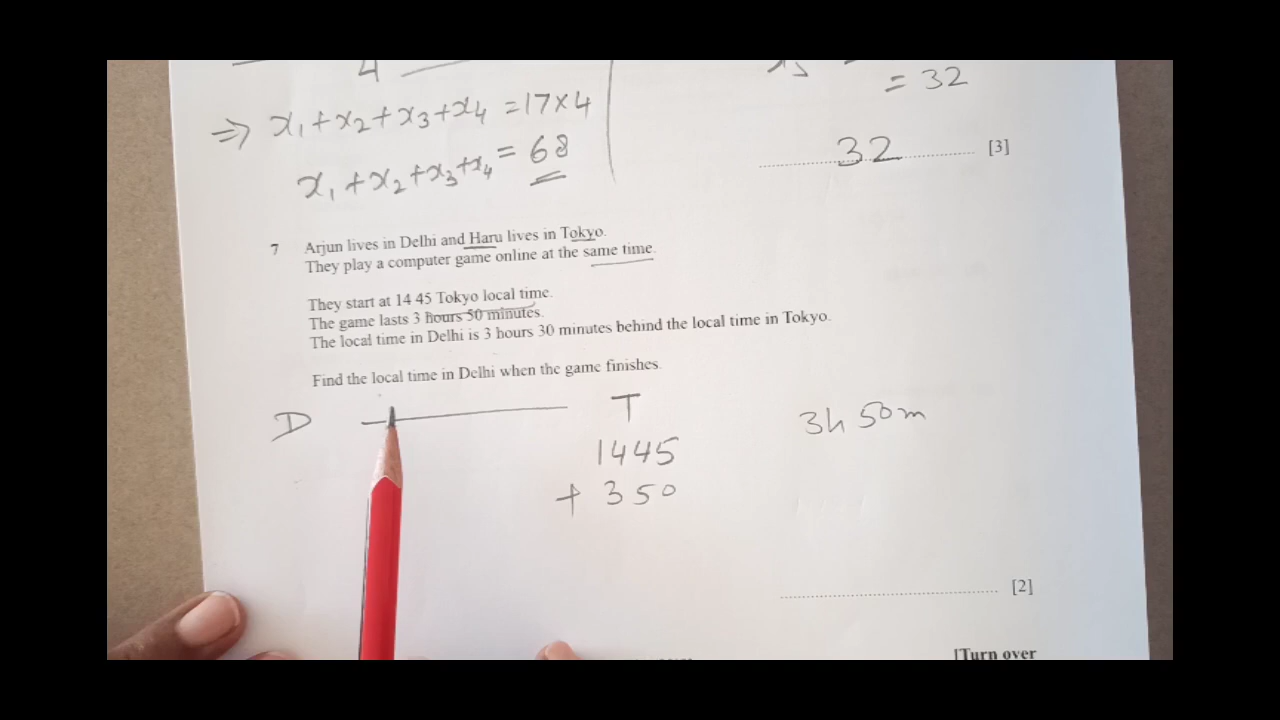 4
⇒ x₁+x₂+x₃+x₄ = 17×4
x₁+x₂+x₃+x₄ = 68
= 32
32 [3]
7 Arjun lives in Delhi and Haru lives in Tokyo.
They play a computer game online at the same time.
They start at 14 45 Tokyo local time.
The game lasts 3 hours 50 minutes.
The local time in Delhi is 3 hours 30 minutes behind the local time in Tokyo.
Find the local time in Delhi when the game finishes.
D T 3h 50m
1445
+ 350
[2]
[Turn over